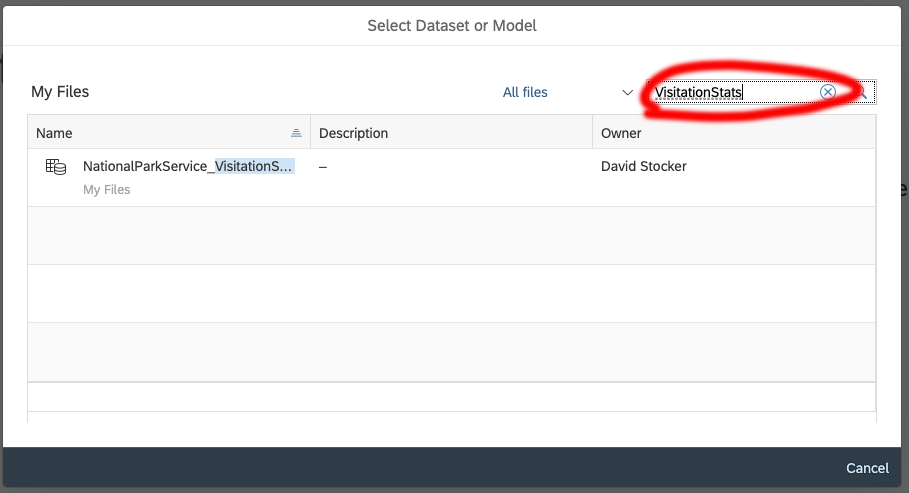 Select Dataset or Model
My Files
All files
VisitationStats
Name
Description
Owner
NationalParkService_VisitationS...
–
David Stocker
My Files
Cancel